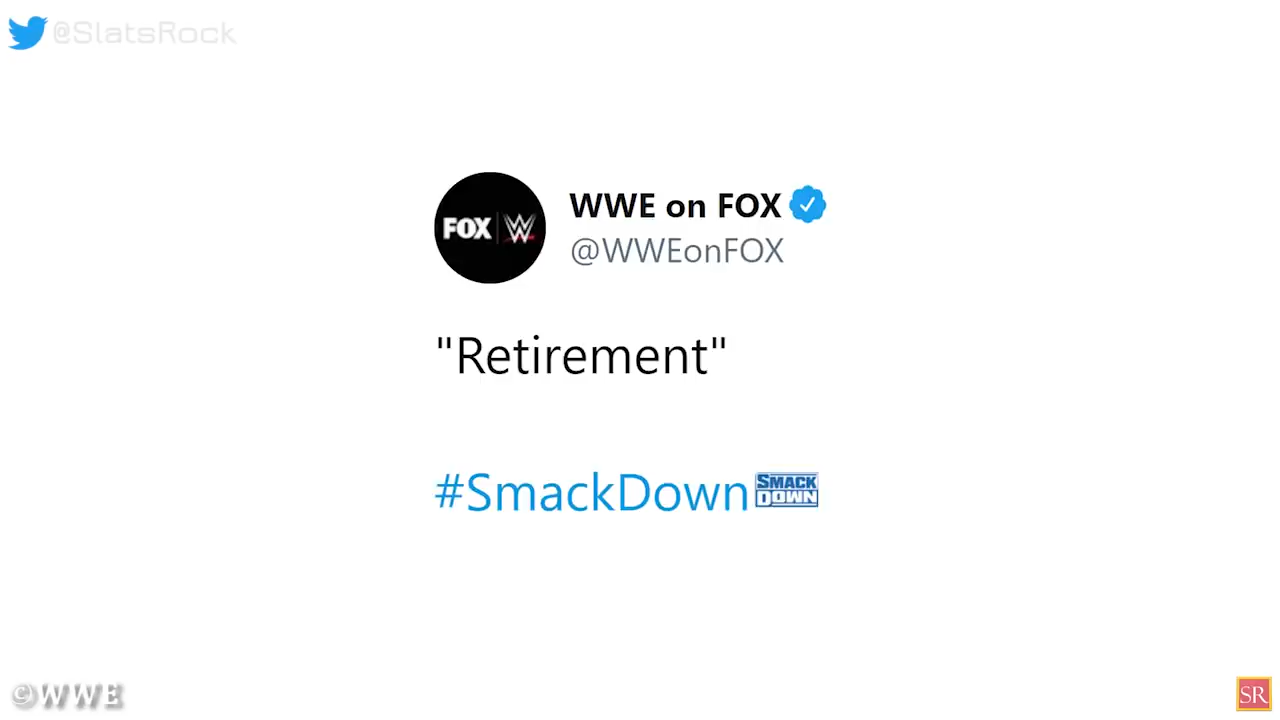 @SlatsRock
FOX W
WWE on FOX
@WWEonFOX
"Retirement"
#SmackDown SMACK DOWN
©WWE
SR